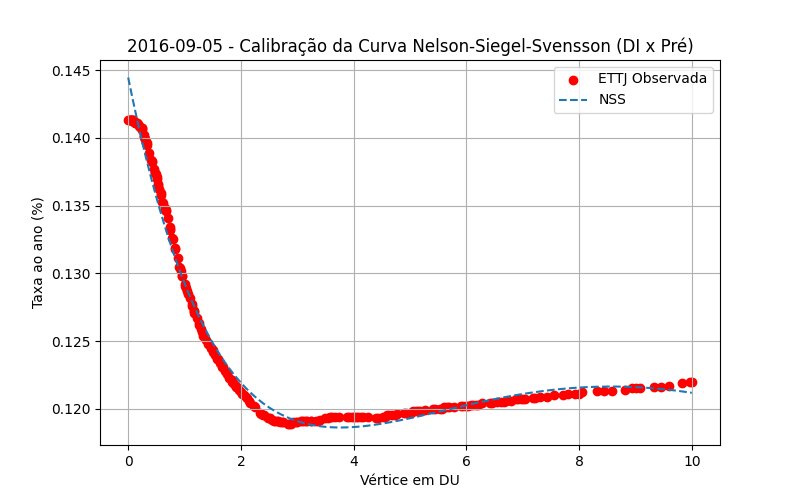 2016-09-05 - Calibração da Curva Nelson-Siegel-Svensson (DI x Pré)
ETTJ Observada
NSS
Taxa ao ano (%)
0.145
0.140
0.135
0.130
0.125
0.120
0 2 4 6 8 10
Vértice em DU